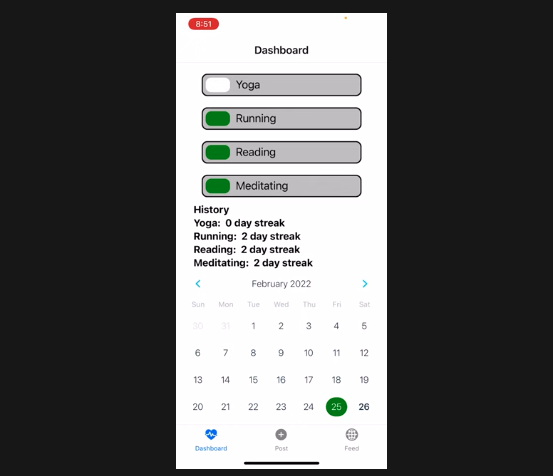 8:51
Dashboard
Yoga
Running
Reading
Meditating
History
Yoga: 0 day streak
Running: 2 day streak
Reading: 2 day streak
Meditating: 2 day streak
February 2022
Sun Mon Tue Wed Thu Fri Sat
30 31 1 2 3 4 5
6 7 8 9 10 11 12
13 14 15 16 17 18 19
20 21 22 23 24 25 26
Dashboard Post Feed